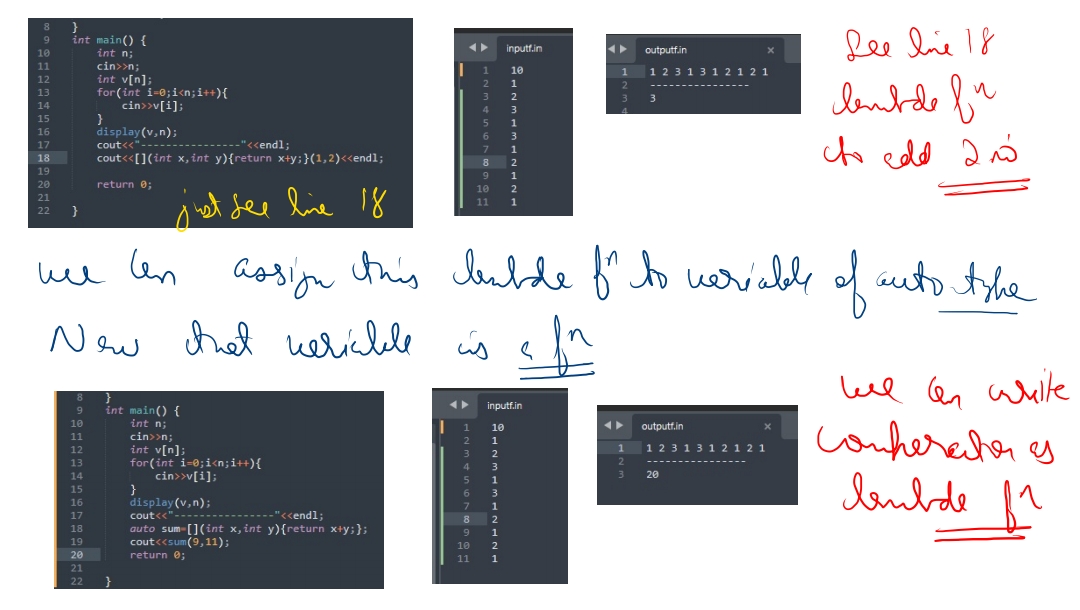 8 }
9 int main() {
10 int n;
11 cin>>n;
12 int v[n];
13 for(int i=0;i<n;i++){
14 cin>>v[i];
15 }
16 display(v,n);
17 cout<<"---------------"<<endl;
18 cout<<[](int x,int y){return x+y;}(1,2)<<endl;
19
20 return 0;
21
22 }
just see line 18
inputf.in
1 10
2 1
3 2
4 3
5 1
6 3
7 1
8 2
9 1
10 2
11 1
outputf.in ×
1 1 2 3 1 3 1 2 1 2 1
2 ---------------
3 3
4
See line 18
lambda fn
to add 2 no
we can assign this lambda fn to variable of auto type
Now that variable is a fn
8 }
9 int main() {
10 int n;
11 cin>>n;
12 int v[n];
13 for(int i=0;i<n;i++){
14 cin>>v[i];
15 }
16 display(v,n);
17 cout<<"---------------"<<endl;
18 auto sum=[](int x,int y){return x+y;};
19 cout<<sum(9,11);
20 return 0;
21
22 }
inputf.in
1 10
2 1
3 2
4 3
5 1
6 3
7 1
8 2
9 1
10 2
11 1
outputf.in ×
1 1 2 3 1 3 1 2 1 2 1
2 ---------------
3 20
we can write
comparator as
lambda fn